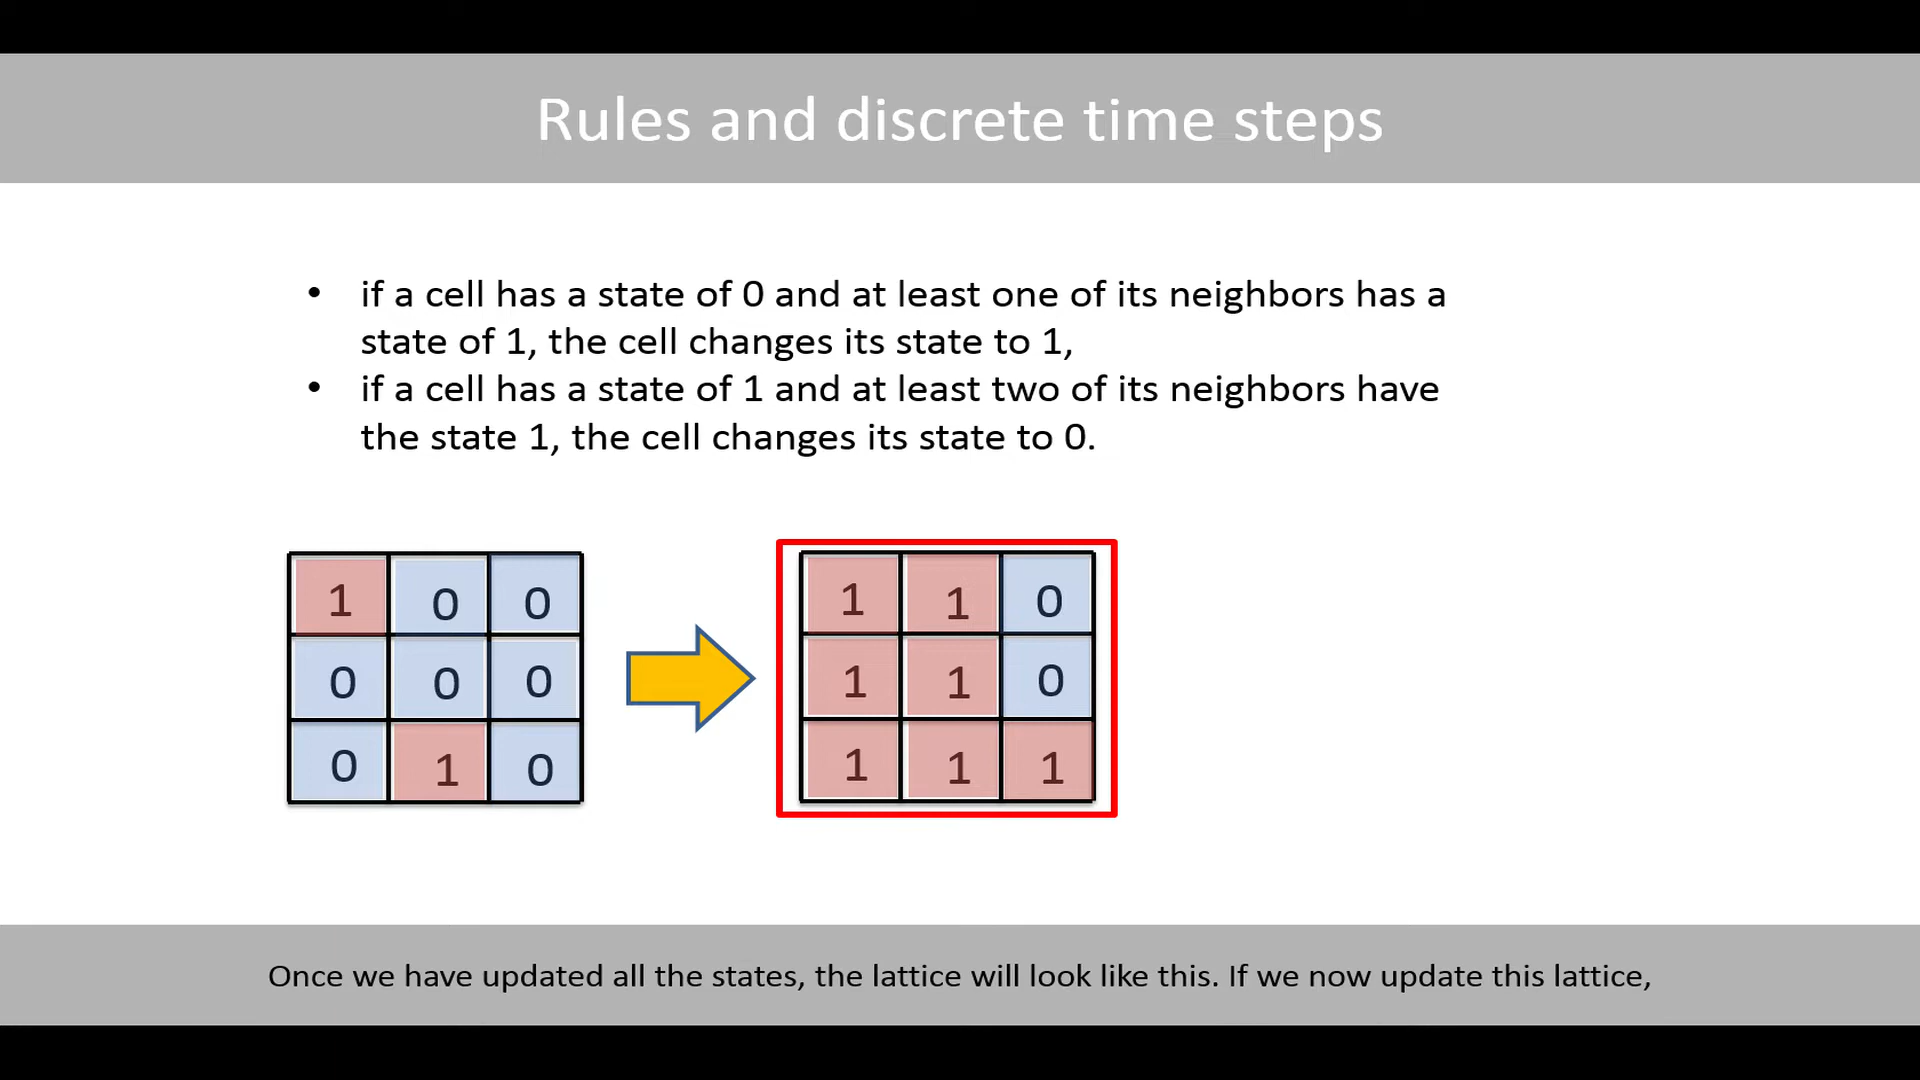 Rules and discrete time steps
• if a cell has a state of 0 and at least one of its neighbors has a
state of 1, the cell changes its state to 1,
• if a cell has a state of 1 and at least two of its neighbors have
the state 1, the cell changes its state to 0.
1 0 0
0 0 0
0 1 0
1 1 0
1 1 0
1 1 1
Once we have updated all the states, the lattice will look like this. If we now update this lattice,